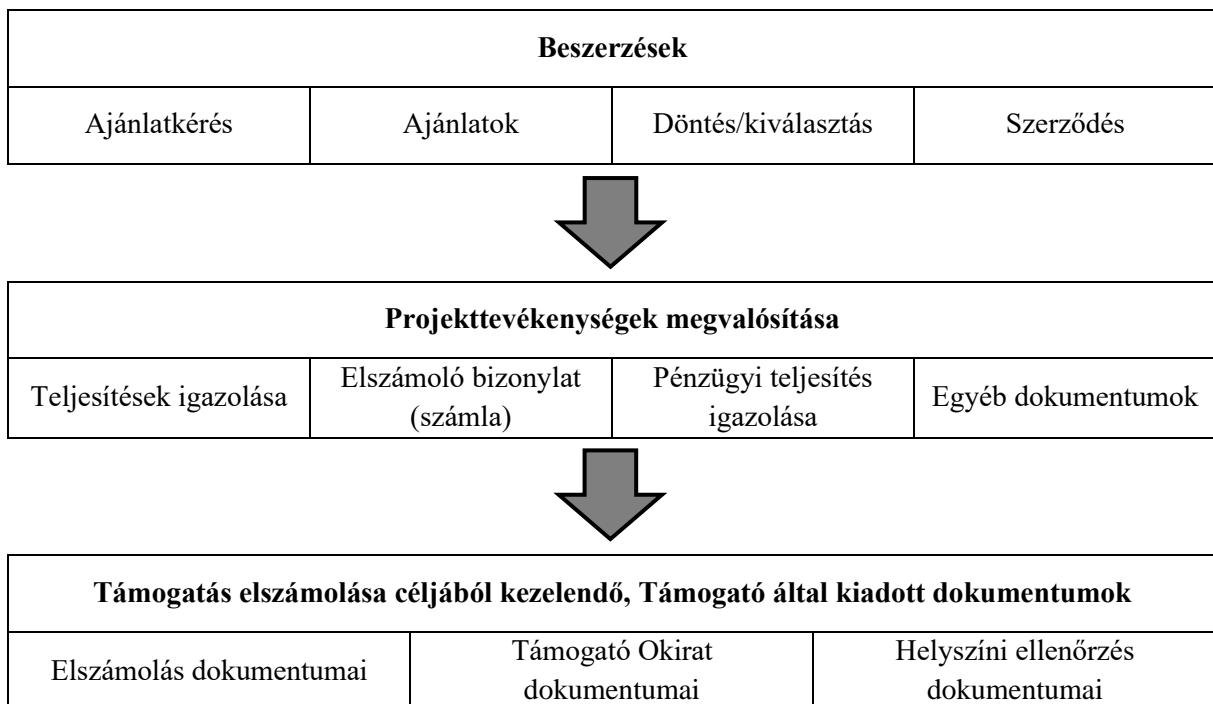 Beszerzések
Ajánlatkérés
Ajánlatok
Döntés/kiválasztás
Szerződés
Projekttevékenységek megvalósítása
Teljesítések igazolása
Elszámoló bizonylat
(számla)
Pénzügyi teljesítés
igazolása
Egyéb dokumentumok
Támogatás elszámolása céljából kezelendő, Támogató által kiadott dokumentumok
Elszámolás dokumentumai
Támogató Okirat
dokumentumai
Helyszíni ellenőrzés
dokumentumai